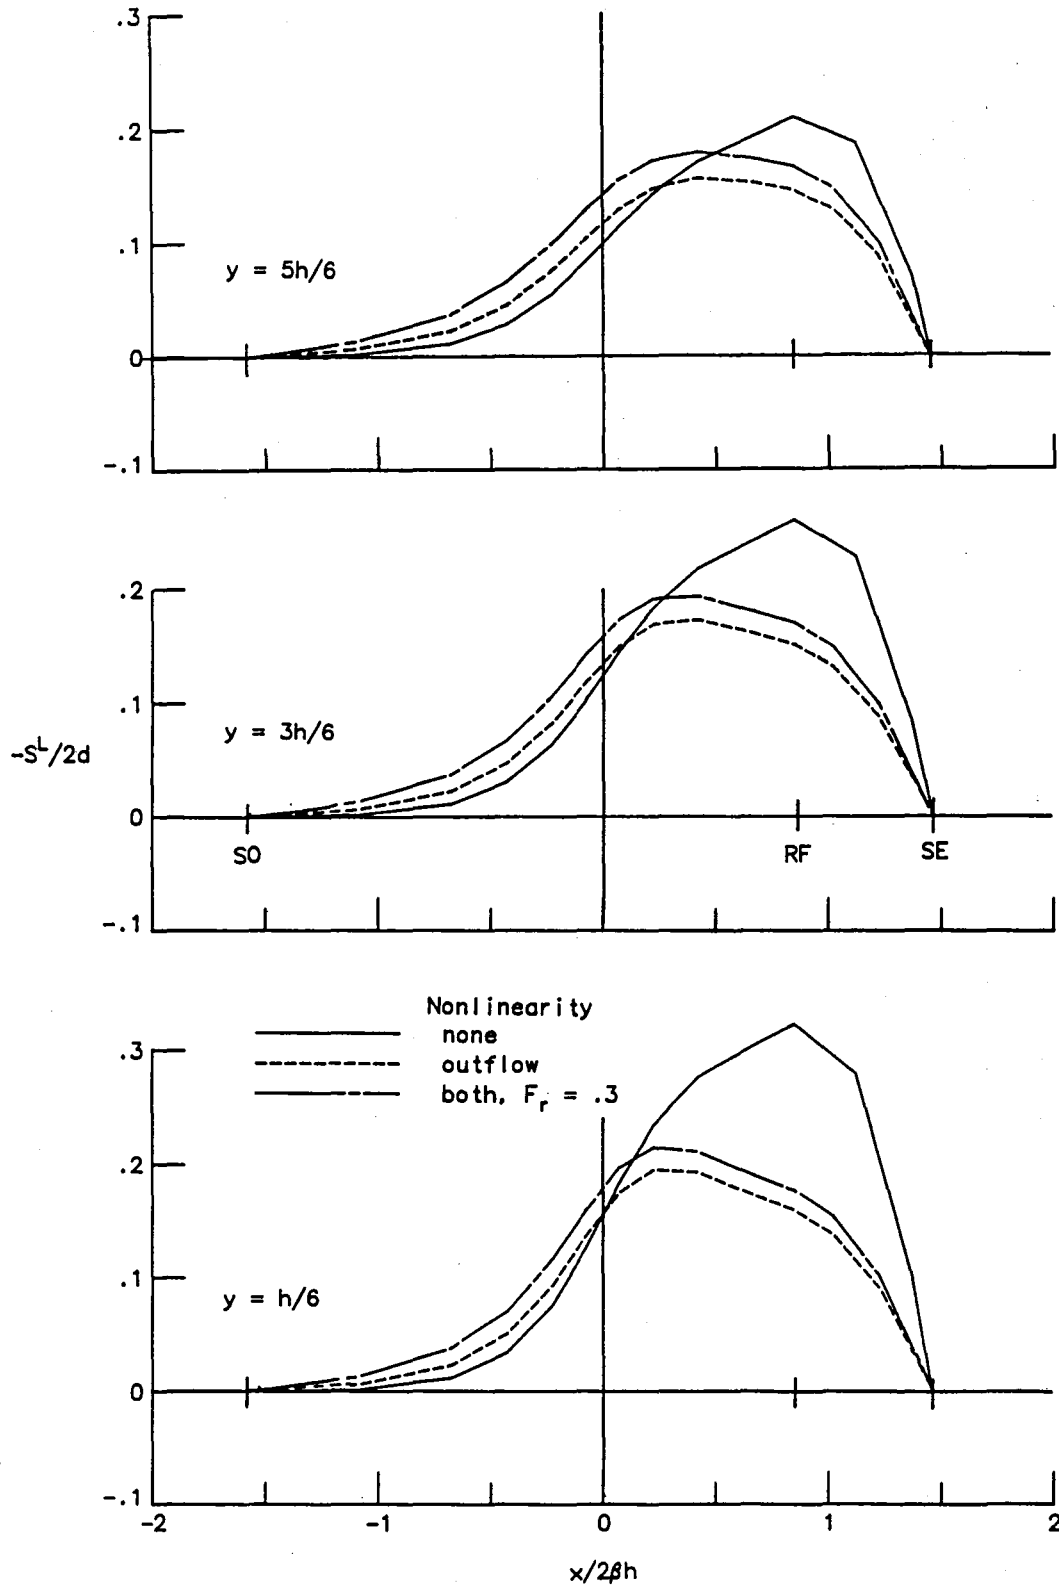 .3
.2
.1
y = 5h/6
0
-.1
.2
.1
y = 3h/6
-S^L/2d
0
SO
RF
SE
-.1
Nonlinearity
none
outflow
both, F_r = .3
.3
.2
.1
y = h/6
0
-.1
-2
-1
0
1
2
x/2βh